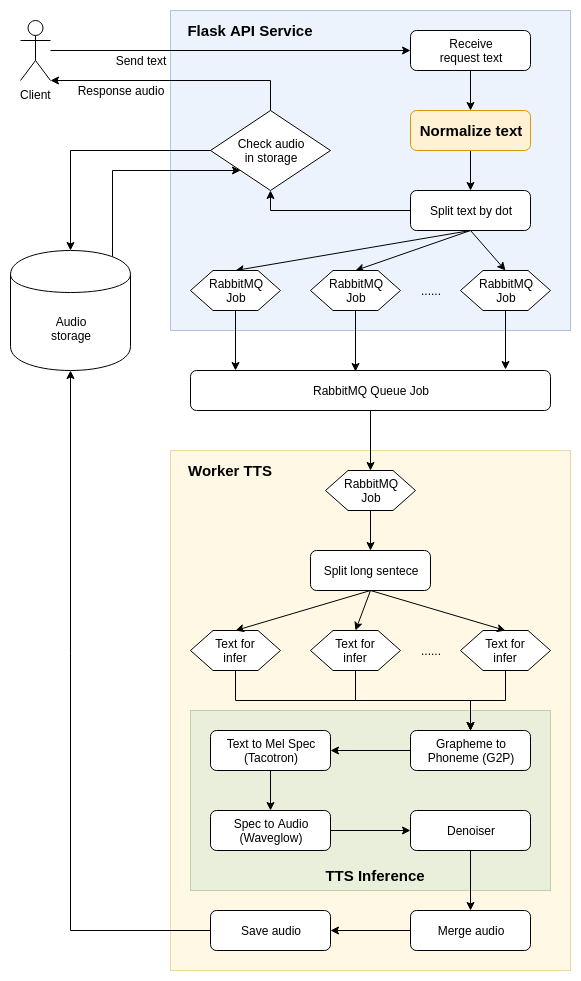 Flask API Service
Receive
request text
Send text
Response audio
Client
Normalize text
Check audio
in storage
Split text by dot
RabbitMQ
Job
RabbitMQ
Job
......
RabbitMQ
Job
Audio
storage
RabbitMQ Queue Job
Worker TTS
RabbitMQ
Job
Split long sentece
Text for
infer
Text for
infer
......
Text for
infer
Text to Mel Spec
(Tacotron)
Grapheme to
Phoneme (G2P)
Spec to Audio
(Waveglow)
Denoiser
TTS Inference
Save audio
Merge audio